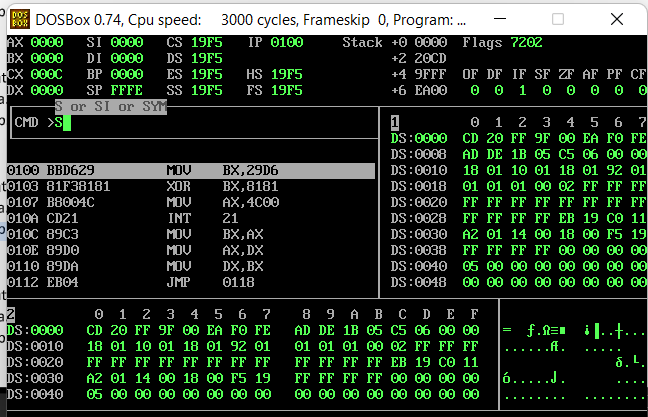 DOSBox 0.74, Cpu speed: 3000 cycles, Frameskip 0, Program: ...
AX 0000 SI 0000 CS 19F5 IP 0100 Stack +0 0000 Flags 7202
BX 0000 DI 0000 DS 19F5 +2 20CD
CX 000C BP 0000 ES 19F5 HS 19F5 +4 9FFF OF DF IF SF ZF AF PF CF
DX 0000 SP FFFE SS 19F5 FS 19F5 +6 EA00 0 0 1 0 0 0 0 0
S or SI or SYM
CMD >S
1 0 1 2 3 4 5 6 7
DS:0000 CD 20 FF 9F 00 EA F0 FE
DS:0008 AD DE 1B 05 C5 06 00 00
DS:0010 18 01 10 01 18 01 92 01
DS:0018 01 01 01 00 02 FF FF FF
DS:0020 FF FF FF FF FF FF FF FF
DS:0028 FF FF FF FF EB 19 C0 11
DS:0030 A2 01 14 00 18 00 F5 19
DS:0038 FF FF FF FF 00 00 00 00
DS:0040 05 00 00 00 00 00 00 00
DS:0048 00 00 00 00 00 00 00 00
0100 BBD629 MOV BX,29D6
0103 81F38181 XOR BX,8181
0107 B8004C MOV AX,4C00
010A CD21 INT 21
010C 89C3 MOV BX,AX
010E 89D0 MOV AX,DX
0110 89DA MOV DX,BX
0112 EB04 JMP 0118
2 0 1 2 3 4 5 6 7 8 9 A B C D E F
DS:0000 CD 20 FF 9F 00 EA F0 FE AD DE 1B 05 C5 06 00 00 = ƒ.Ω≡■ ¡▐..┼...
DS:0010 18 01 10 01 18 01 92 01 01 01 01 00 02 FF FF FF ......Æ. .....
DS:0020 FF FF FF FF FF FF FF FF FF FF FF FF EB 19 C0 11 δ.└.
DS:0030 A2 01 14 00 18 00 F5 19 FF FF FF FF 00 00 00 00 ó.....⌡. ....
DS:0040 05 00 00 00 00 00 00 00 00 00 00 00 00 00 00 00 ........ ........